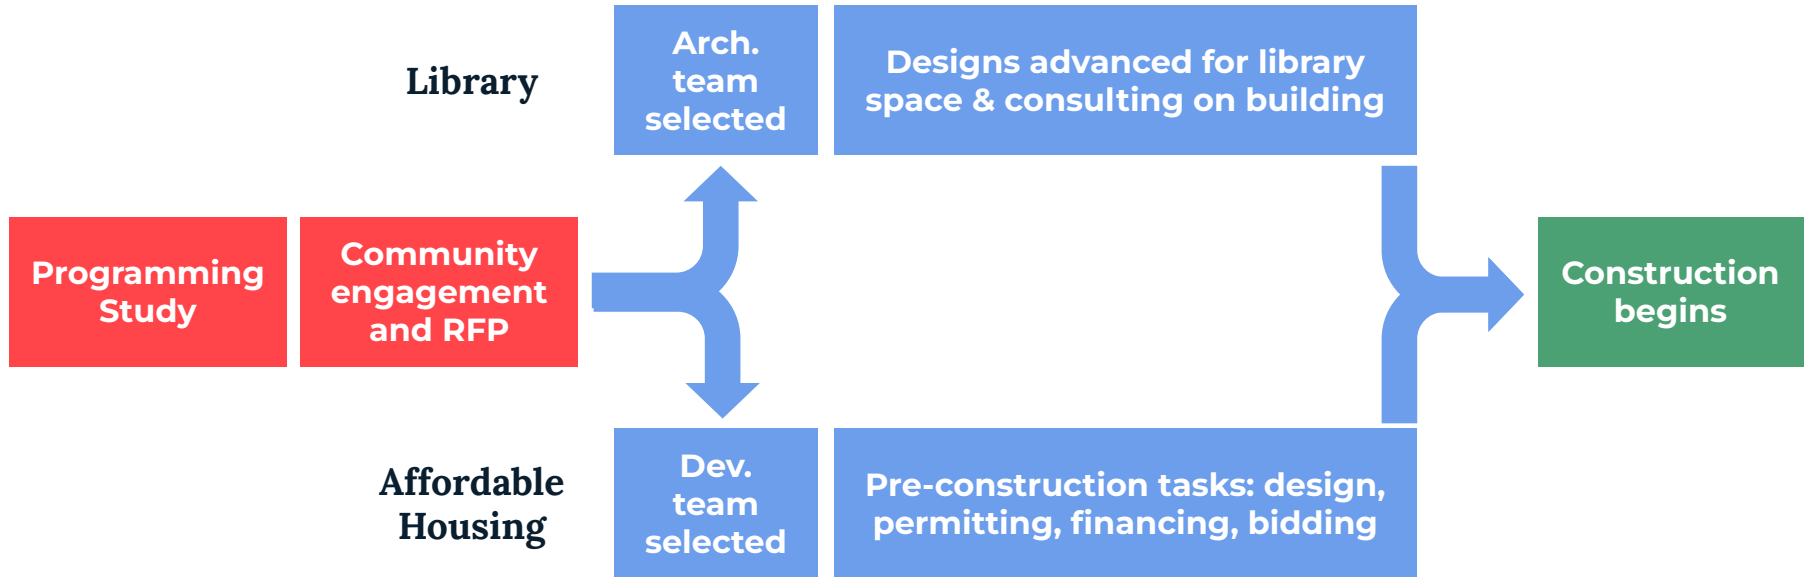 Library
Arch.
team
selected
Designs advanced for library
space & consulting on building
Programming
Study
Community
engagement
and RFP
Construction
begins
Affordable
Housing
Dev.
team
selected
Pre-construction tasks: design,
permitting, financing, bidding